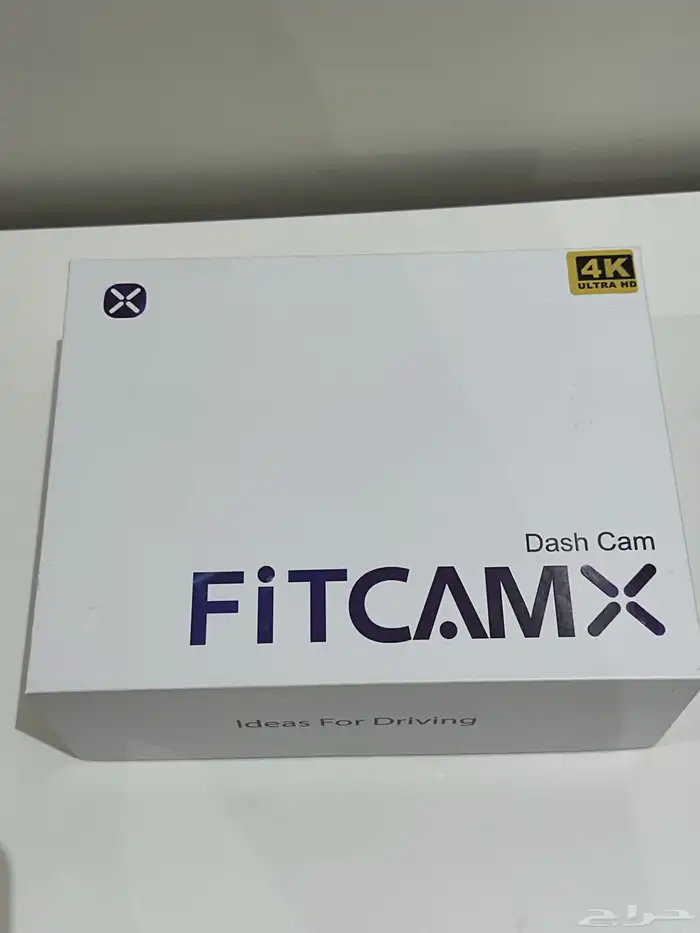 4K
ULTRA HD
Dash Cam
FiTCAMX
Ideas For Driving
حراج